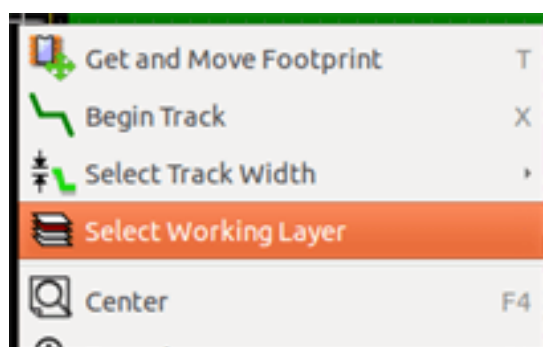 Get and Move Footprint T
Begin Track X
Select Track Width
Select Working Layer
Center F4